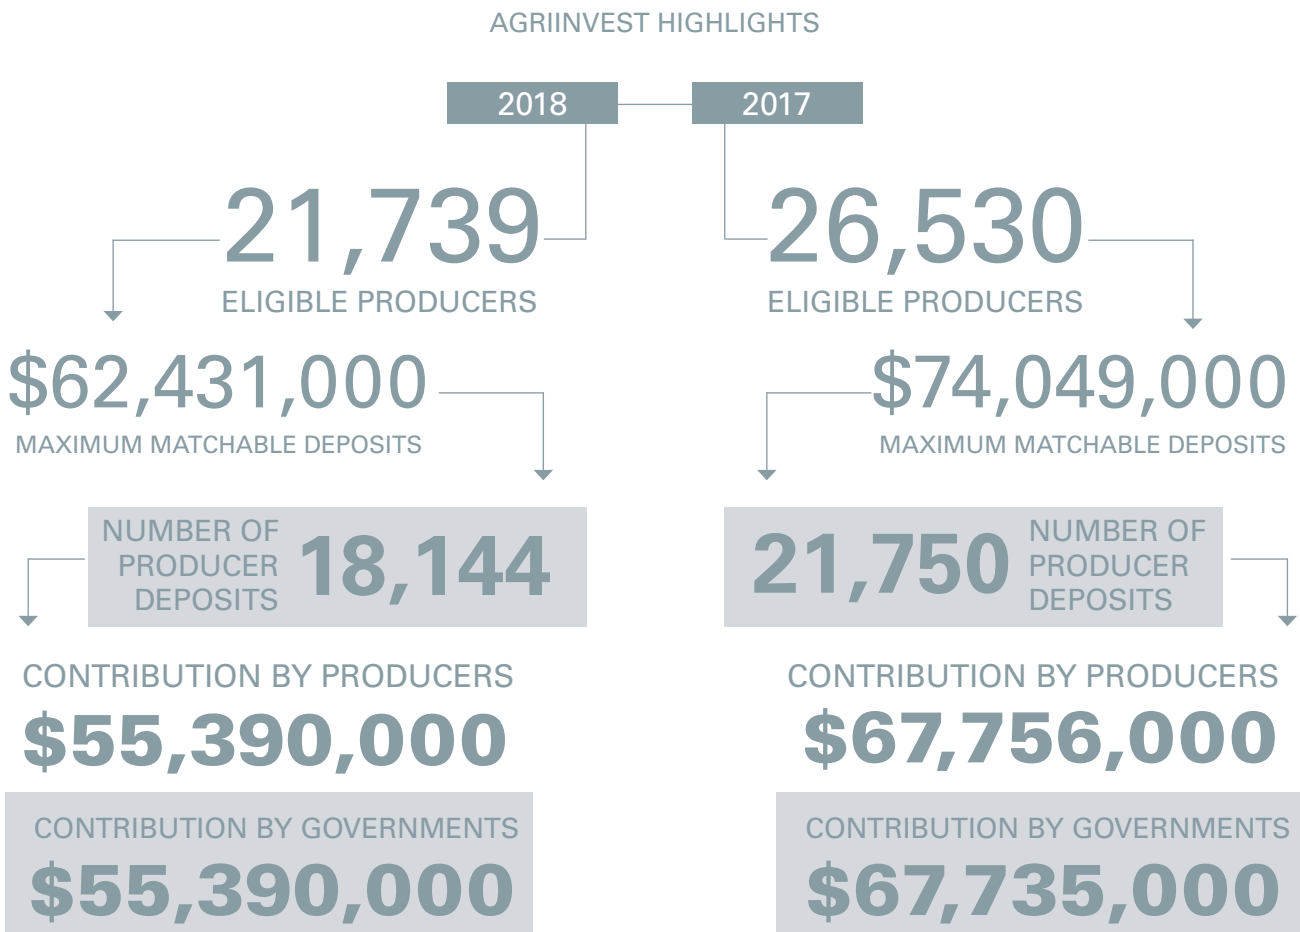 AGRIINVEST HIGHLIGHTS
2018
2017
21,739
ELIGIBLE PRODUCERS
26,530
ELIGIBLE PRODUCERS
$62,431,000
MAXIMUM MATCHABLE DEPOSITS
$74,049,000
MAXIMUM MATCHABLE DEPOSITS
NUMBER OF
PRODUCER
DEPOSITS
18,144
21,750
NUMBER OF
PRODUCER
DEPOSITS
CONTRIBUTION BY PRODUCERS
$55,390,000
CONTRIBUTION BY PRODUCERS
$67,756,000
CONTRIBUTION BY GOVERNMENTS
$55,390,000
CONTRIBUTION BY GOVERNMENTS
$67,735,000